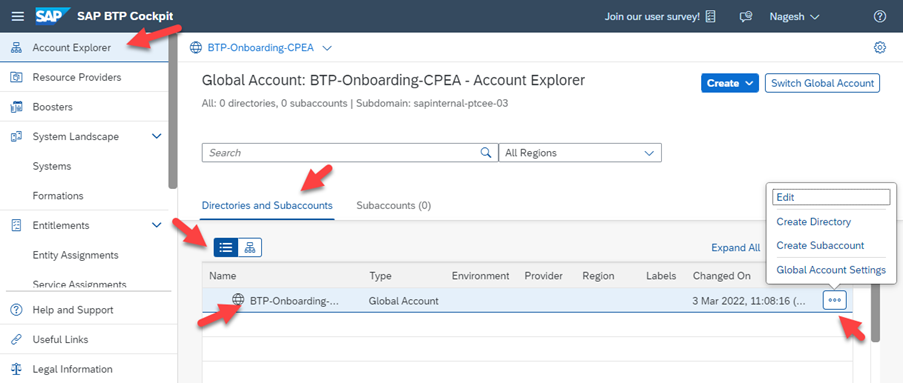 SAP SAP BTP Cockpit
Join our user survey!
Nagesh
Account Explorer
Resource Providers
Boosters
System Landscape
Systems
Formations
Entitlements
Entity Assignments
Service Assignments
Help and Support
Useful Links
Legal Information
BTP-Onboarding-CPEA
Global Account: BTP-Onboarding-CPEA - Account Explorer
All: 0 directories, 0 subaccounts | Subdomain: sapinternal-ptcee-03
Create
Switch Global Account
Search
All Regions
Directories and Subaccounts
Subaccounts (0)
Expand All
Edit
Create Directory
Create Subaccount
Global Account Settings
Name Type Environment Provider Region Labels Changed On
BTP-Onboarding-... Global Account 3 Mar 2022, 11:08:16 (...